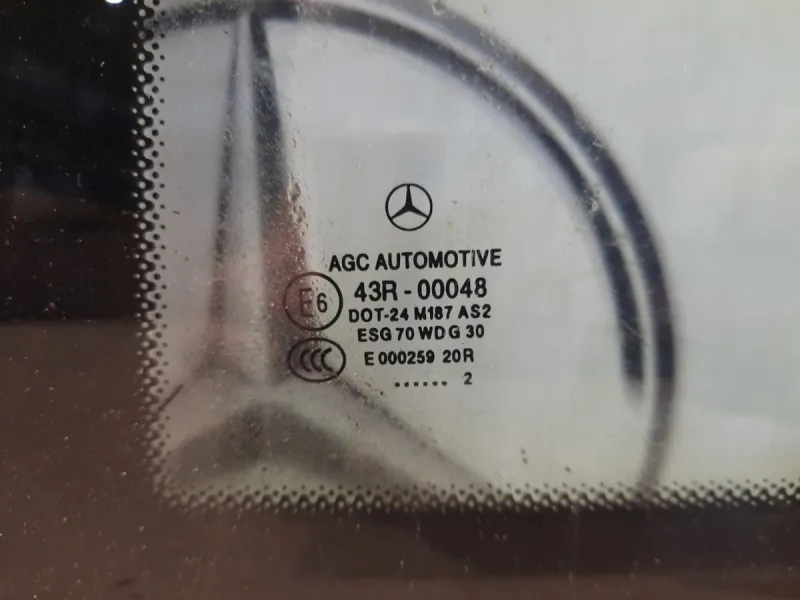 AGC AUTOMOTIVE
E6 43R-00048
DOT-24 M187 AS2
ESG 70 WD G 30
CCC E 000259 20R
...... 2